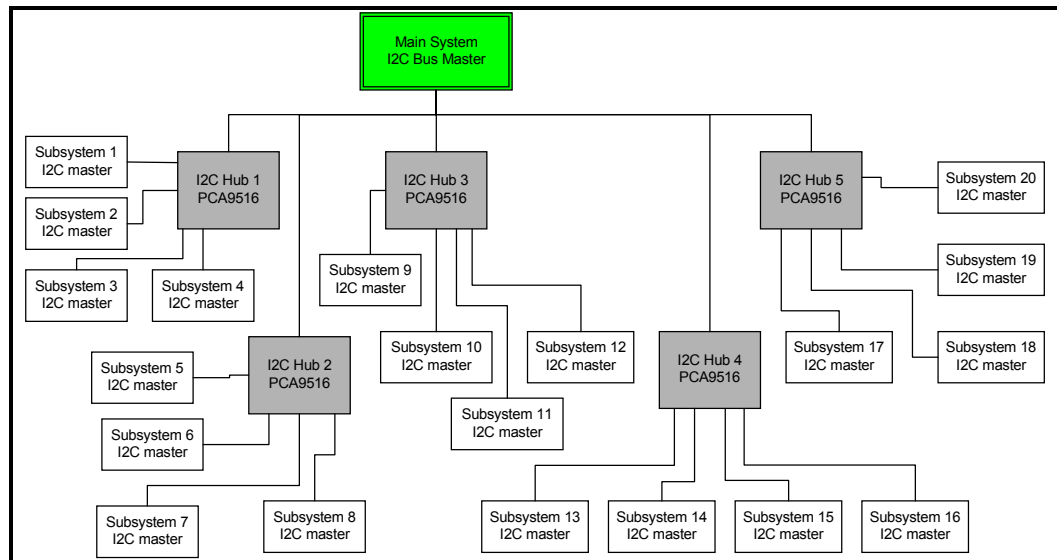 Main System
I2C Bus Master
Subsystem 1
I2C master
I2C Hub 1
PCA9516
I2C Hub 3
PCA9516
I2C Hub 5
PCA9516
Subsystem 20
I2C master
Subsystem 2
I2C master
Subsystem 9
I2C master
Subsystem 19
I2C master
Subsystem 3
I2C master
Subsystem 4
I2C master
Subsystem 10
I2C master
Subsystem 12
I2C master
Subsystem 17
I2C master
Subsystem 18
I2C master
Subsystem 5
I2C master
I2C Hub 2
PCA9516
I2C Hub 4
PCA9516
Subsystem 11
I2C master
Subsystem 6
I2C master
Subsystem 7
I2C master
Subsystem 8
I2C master
Subsystem 13
I2C master
Subsystem 14
I2C master
Subsystem 15
I2C master
Subsystem 16
I2C master